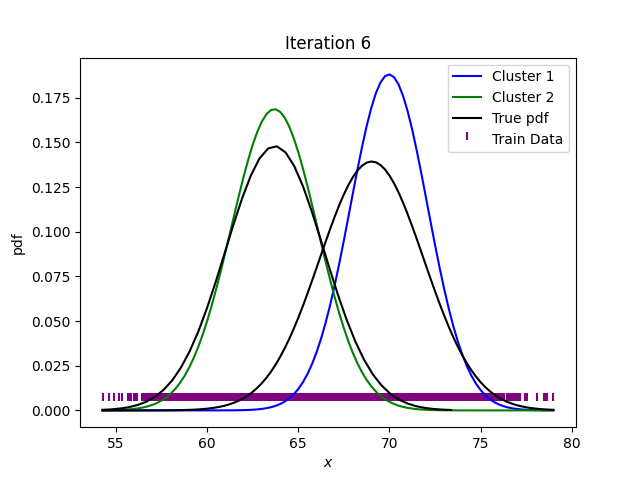 Iteration 6
Cluster 1
Cluster 2
True pdf
Train Data
pdf
0.175
0.150
0.125
0.100
0.075
0.050
0.025
0.000
55 60 65 70 75 80
x